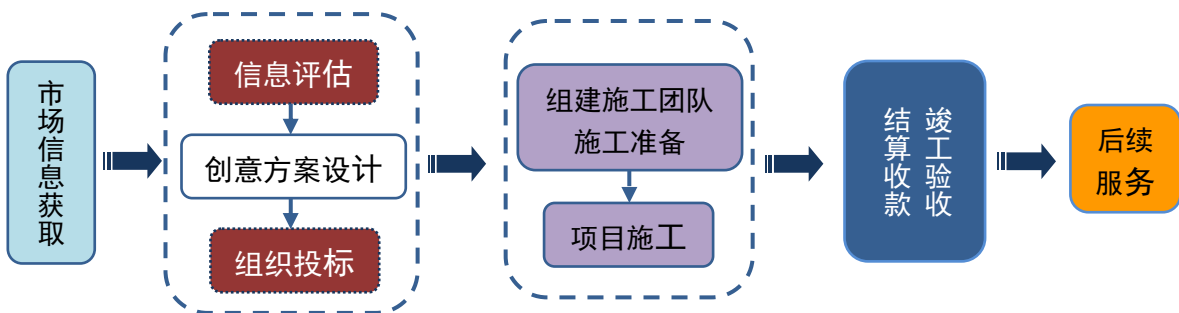 市场信息获取
信息评估
创意方案设计
组织投标
组建施工团队
施工准备
项目施工
竣工验收
结算收款
后续
服务